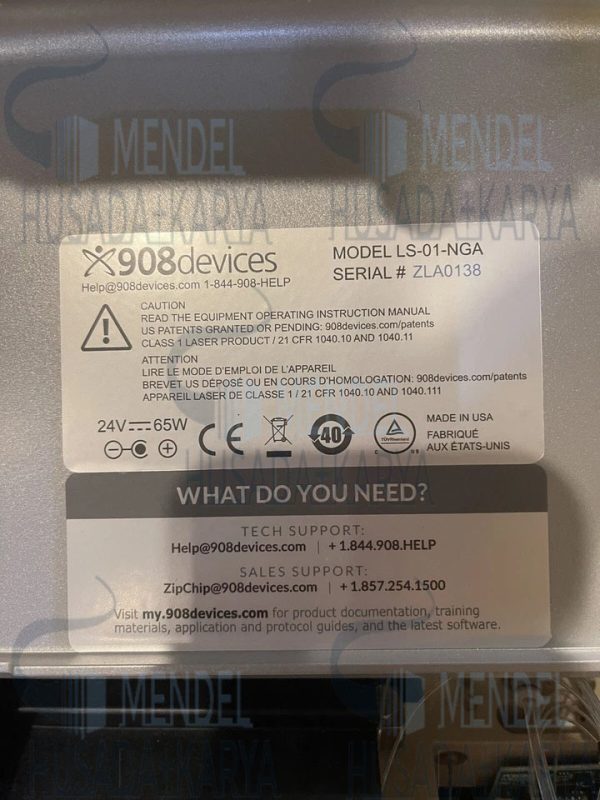 MENDEL MENDEL
HUSADA KARYA HUSADA KARYA
908devices
Help@908devices.com 1-844-908-HELP
MODEL LS-01-NGA
SERIAL # ZLA0138
CAUTION
READ THE EQUIPMENT OPERATING INSTRUCTION MANUAL
US PATENTS GRANTED OR PENDING: 908devices.com/patents
CLASS 1 LASER PRODUCT / 21 CFR 1040.10 AND 1040.11
ATTENTION
LIRE LE MODE D'EMPLOI DE L'APPAREIL
BREVET US DÉPOSÉ OU EN COURS D'HOMOLOGATION: 908devices.com/patents
APPAREIL LASER DE CLASSE 1 / 21 CFR 1040.10 AND 1040.111
24V 65W
CE
40
MADE IN USA
FABRIQUÉ
AUX ÉTATS-UNIS
WHAT DO YOU NEED?
TECH SUPPORT:
Help@908devices.com | +1.844.908.HELP
SALES SUPPORT:
ZipChip@908devices.com | +1.857.254.1500
Visit my.908devices.com for product documentation, training
materials, application and protocol guides, and the latest software.
MENDEL MENDEL
HUSADA KARYA HUSADA KARYA